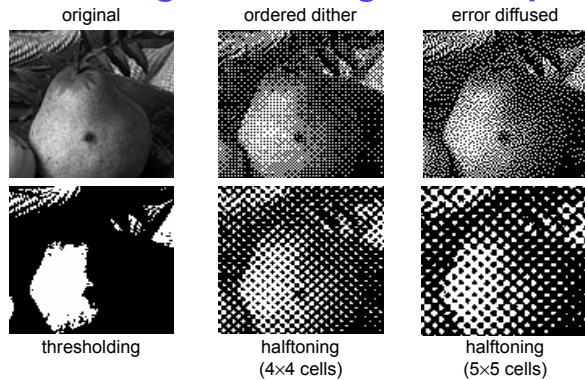 original
ordered dither
error diffused
thresholding
halftoning
(4×4 cells)
halftoning
(5×5 cells)